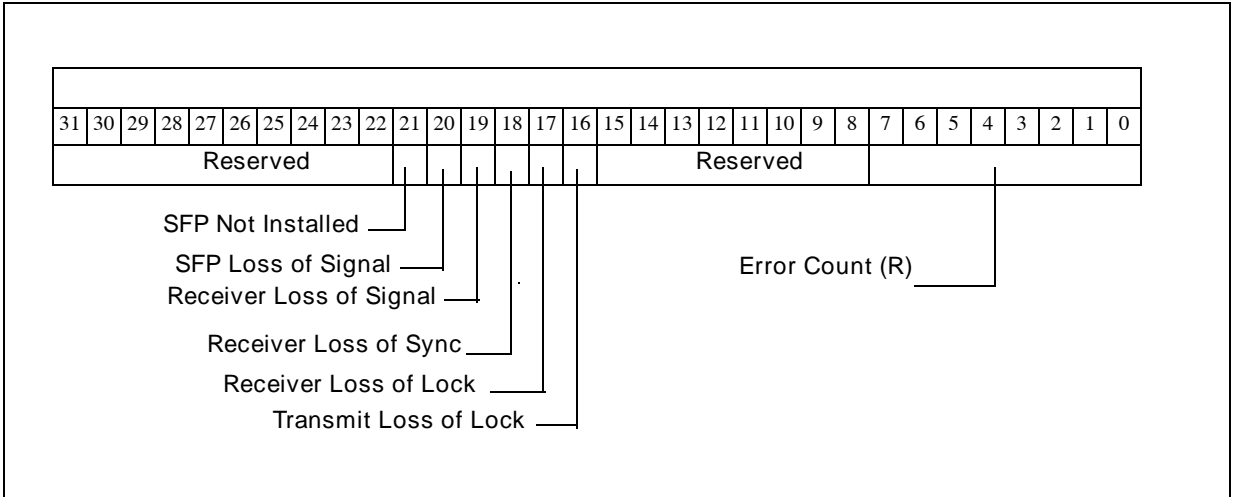 31 30 29 28 27 26 25 24 23 22 21 20 19 18 17 16 15 14 13 12 11 10 9 8 7 6 5 4 3 2 1 0
Reserved Reserved
SFP Not Installed
SFP Loss of Signal
Error Count (R)
Receiver Loss of Signal
Receiver Loss of Sync
Receiver Loss of Lock
Transmit Loss of Lock